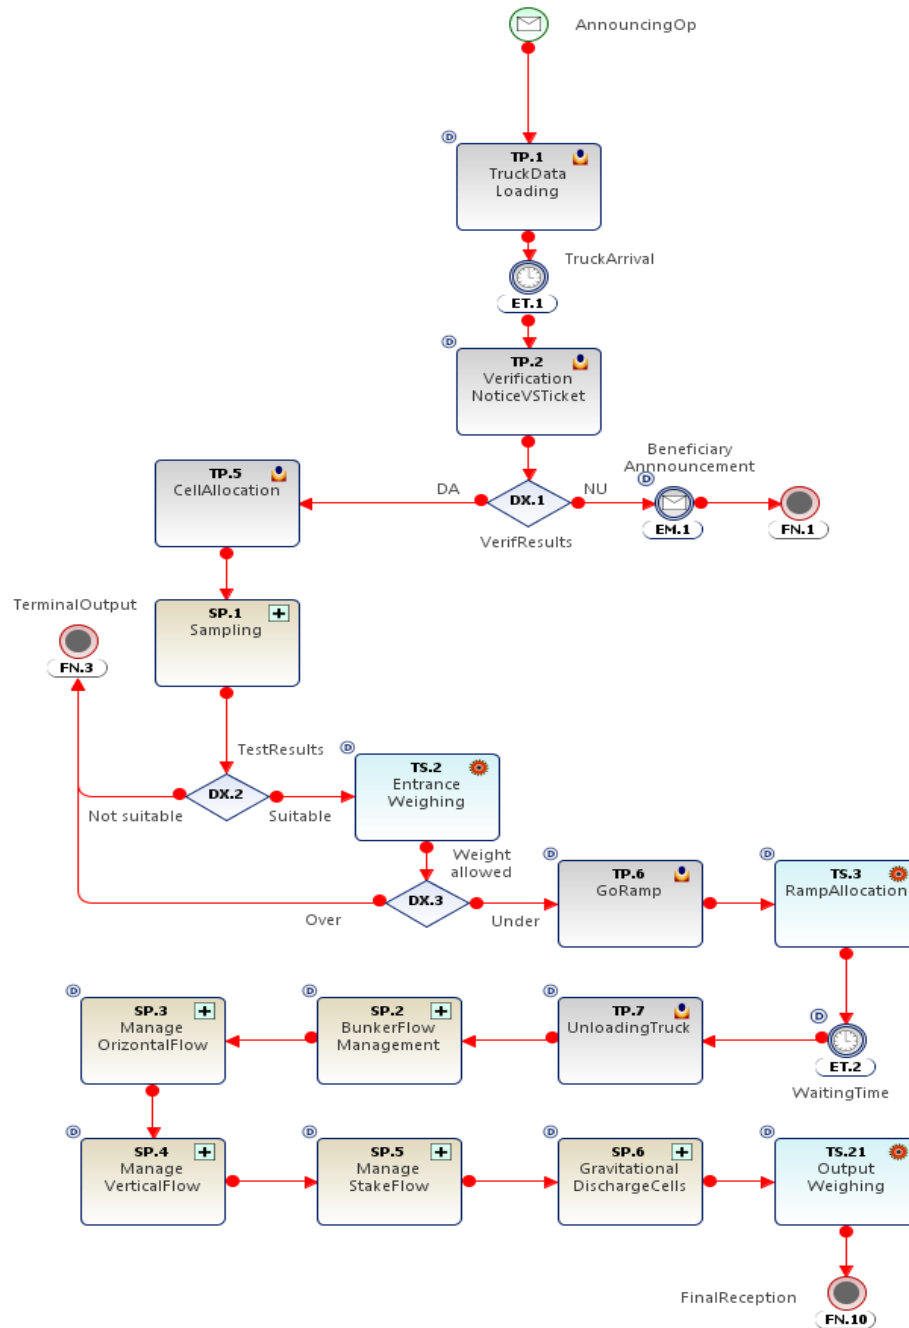 AnnouncingOp
D
TP.1
TruckData
Loading
TruckArrival
ET.1
D
TP.2
Verification
NoticeVSTicket
Beneficiary
Annnouncement
D
TP.5
CellAllocation
DA
DX.1
NU
EM.1
FN.1
VerifResults
TerminalOutput
FN.3
SP.1
Sampling
TestResults
D
TS.2
Entrance
Weighing
DX.2
Not suitable
Suitable
Weight
allowed
DX.3
Over
Under
D
TP.6
GoRamp
D
TS.3
RampAllocation
D
SP.3
Manage
OrizontalFlow
D
SP.2
BunkerFlow
Management
D
TP.7
UnloadingTruck
D
ET.2
WaitingTime
D
SP.4
Manage
VerticalFlow
D
SP.5
Manage
StakeFlow
D
SP.6
Gravitational
DischargeCells
D
TS.21
Output
Weighing
FinalReception
FN.10